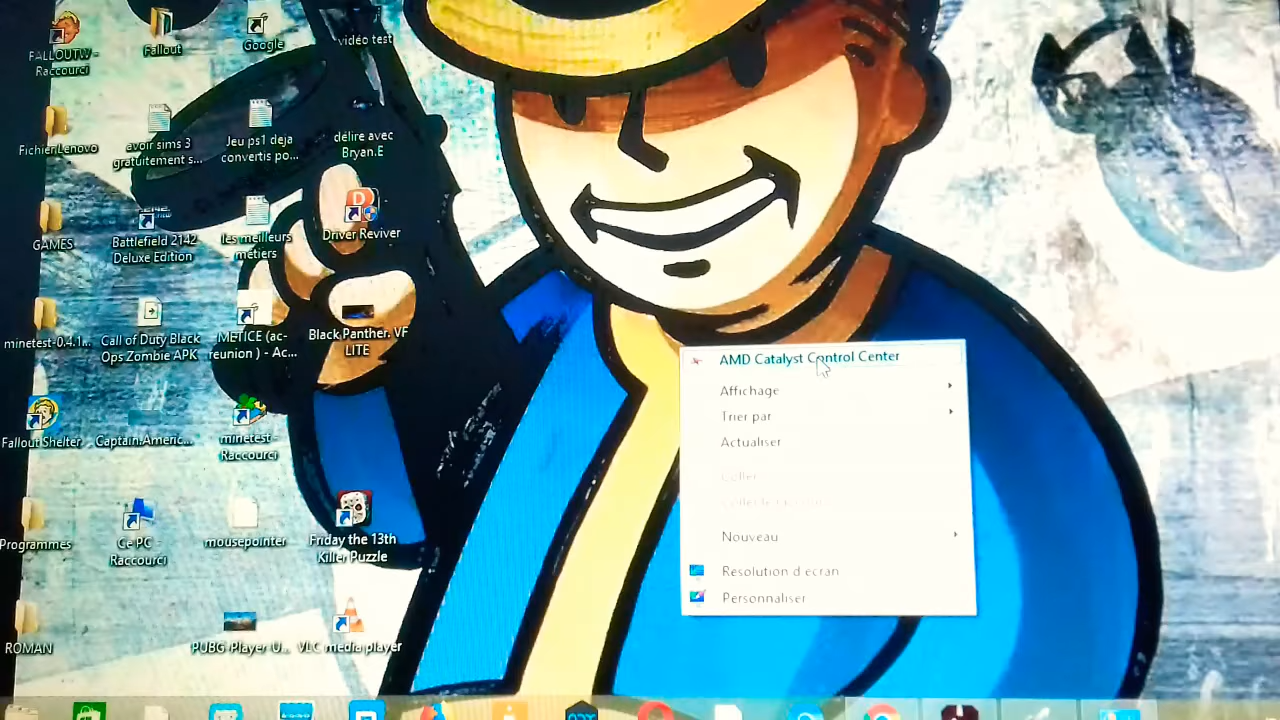 FALLOUTW -
Raccourci
Fallout
Google
vidéo test
FichierLenovo
avoir sims 3
gratuitement s...
Jeu ps1 deja
convertis po...
délire avec
Bryan.E
GAMES
Battlefield 2142
Deluxe Edition
les meilleurs
métiers
Driver Reviver
minetest-0.4.1...
Call of Duty Black
Ops Zombie APK
METICE (ac-
reunion ) - Ac...
Black Panther. VF
LITE
Fallout Shelter
Captain.Americ...
minetest -
Raccourci
Programmes
Ce PC -
Raccourci
mousepointer
Friday the 13th
Killer Puzzle
ROMAN
PUBG iPlayer U...
VLC media player
AMD Catalyst Control Center
Affichage
Trier par
Actualiser
Coller
Nouveau
Résolution d'écran
Personnaliser